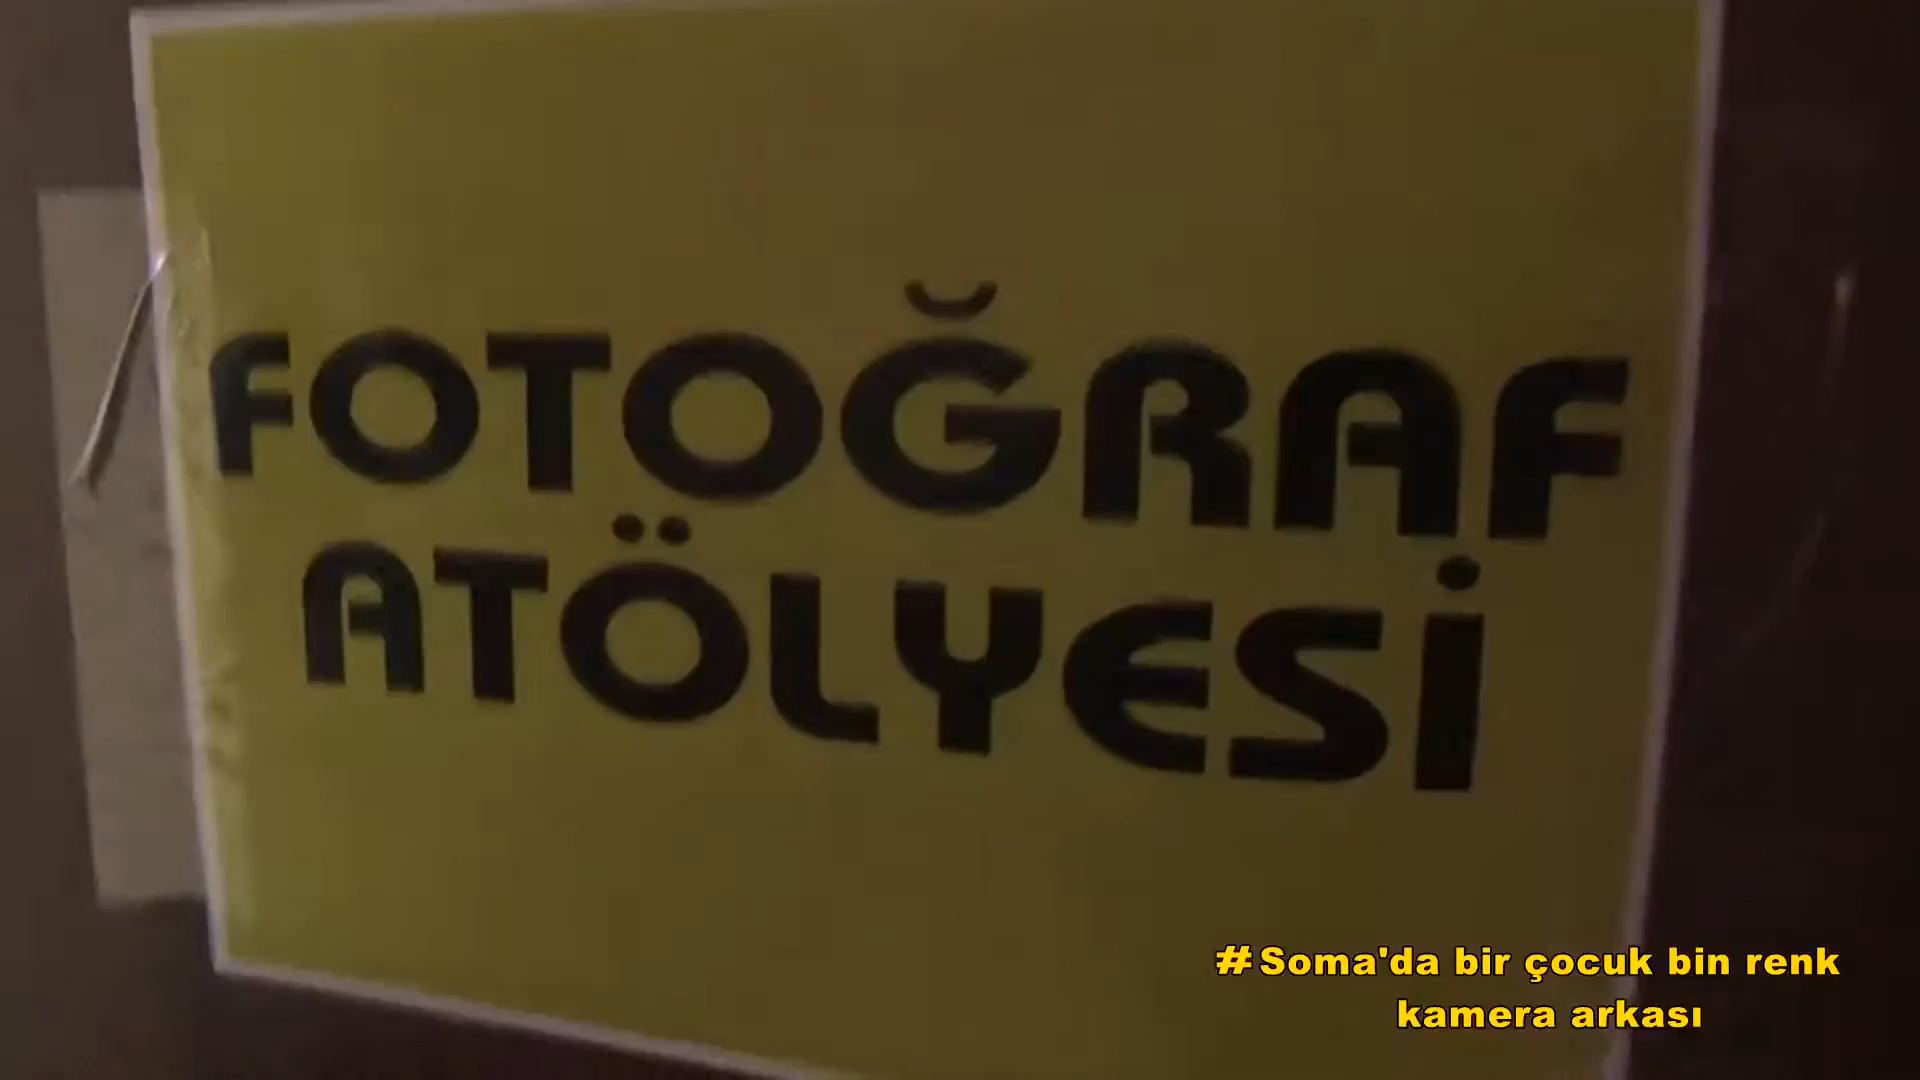 FOTOĞRAF
ATÖLYESİ
#Soma'da bir çocuk bin renk
kamera arkası